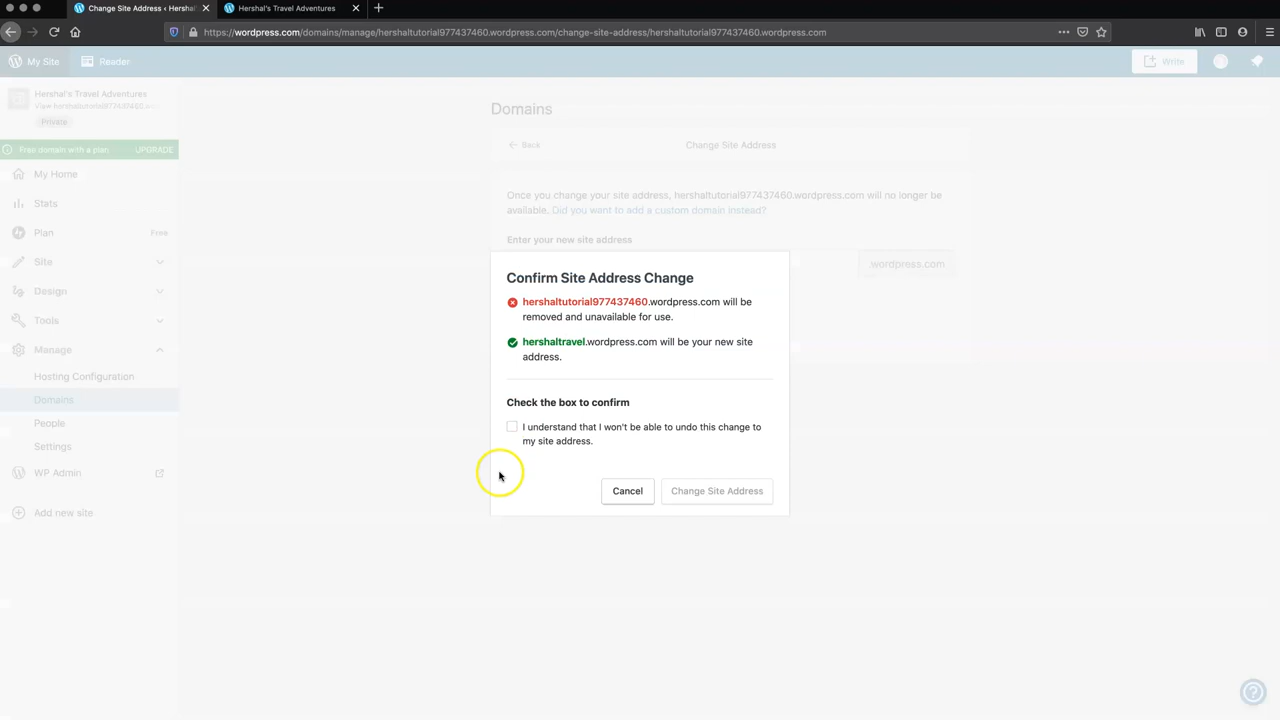 Change Site Address ‹ Hershal'
Hershal's Travel Adventures
https://wordpress.com/domains/manage/hershaltutorial977437460.wordpress.com/change-site-address/hershaltutorial977437460.wordpress.com
My Site
Reader
Write
Hershal's Travel Adventures
View hershaltutorial977437460.w
Private
Free domain with a plan
UPGRADE
My Home
Stats
Plan
Free
Site
Design
Tools
Manage
Hosting Configuration
Domains
People
Settings
WP Admin
Add new site
Domains
Back
Change Site Address
Once you change your site address, hershaltutorial977437460.wordpress.com will no longer be
available. Did you want to add a custom domain instead?
Enter your new site address
.wordpress.com
Confirm Site Address Change
hershaltutorial977437460.wordpress.com will be
removed and unavailable for use.
hershaltravel.wordpress.com will be your new site
address.
Check the box to confirm
I understand that I won't be able to undo this change to
my site address.
Cancel
Change Site Address